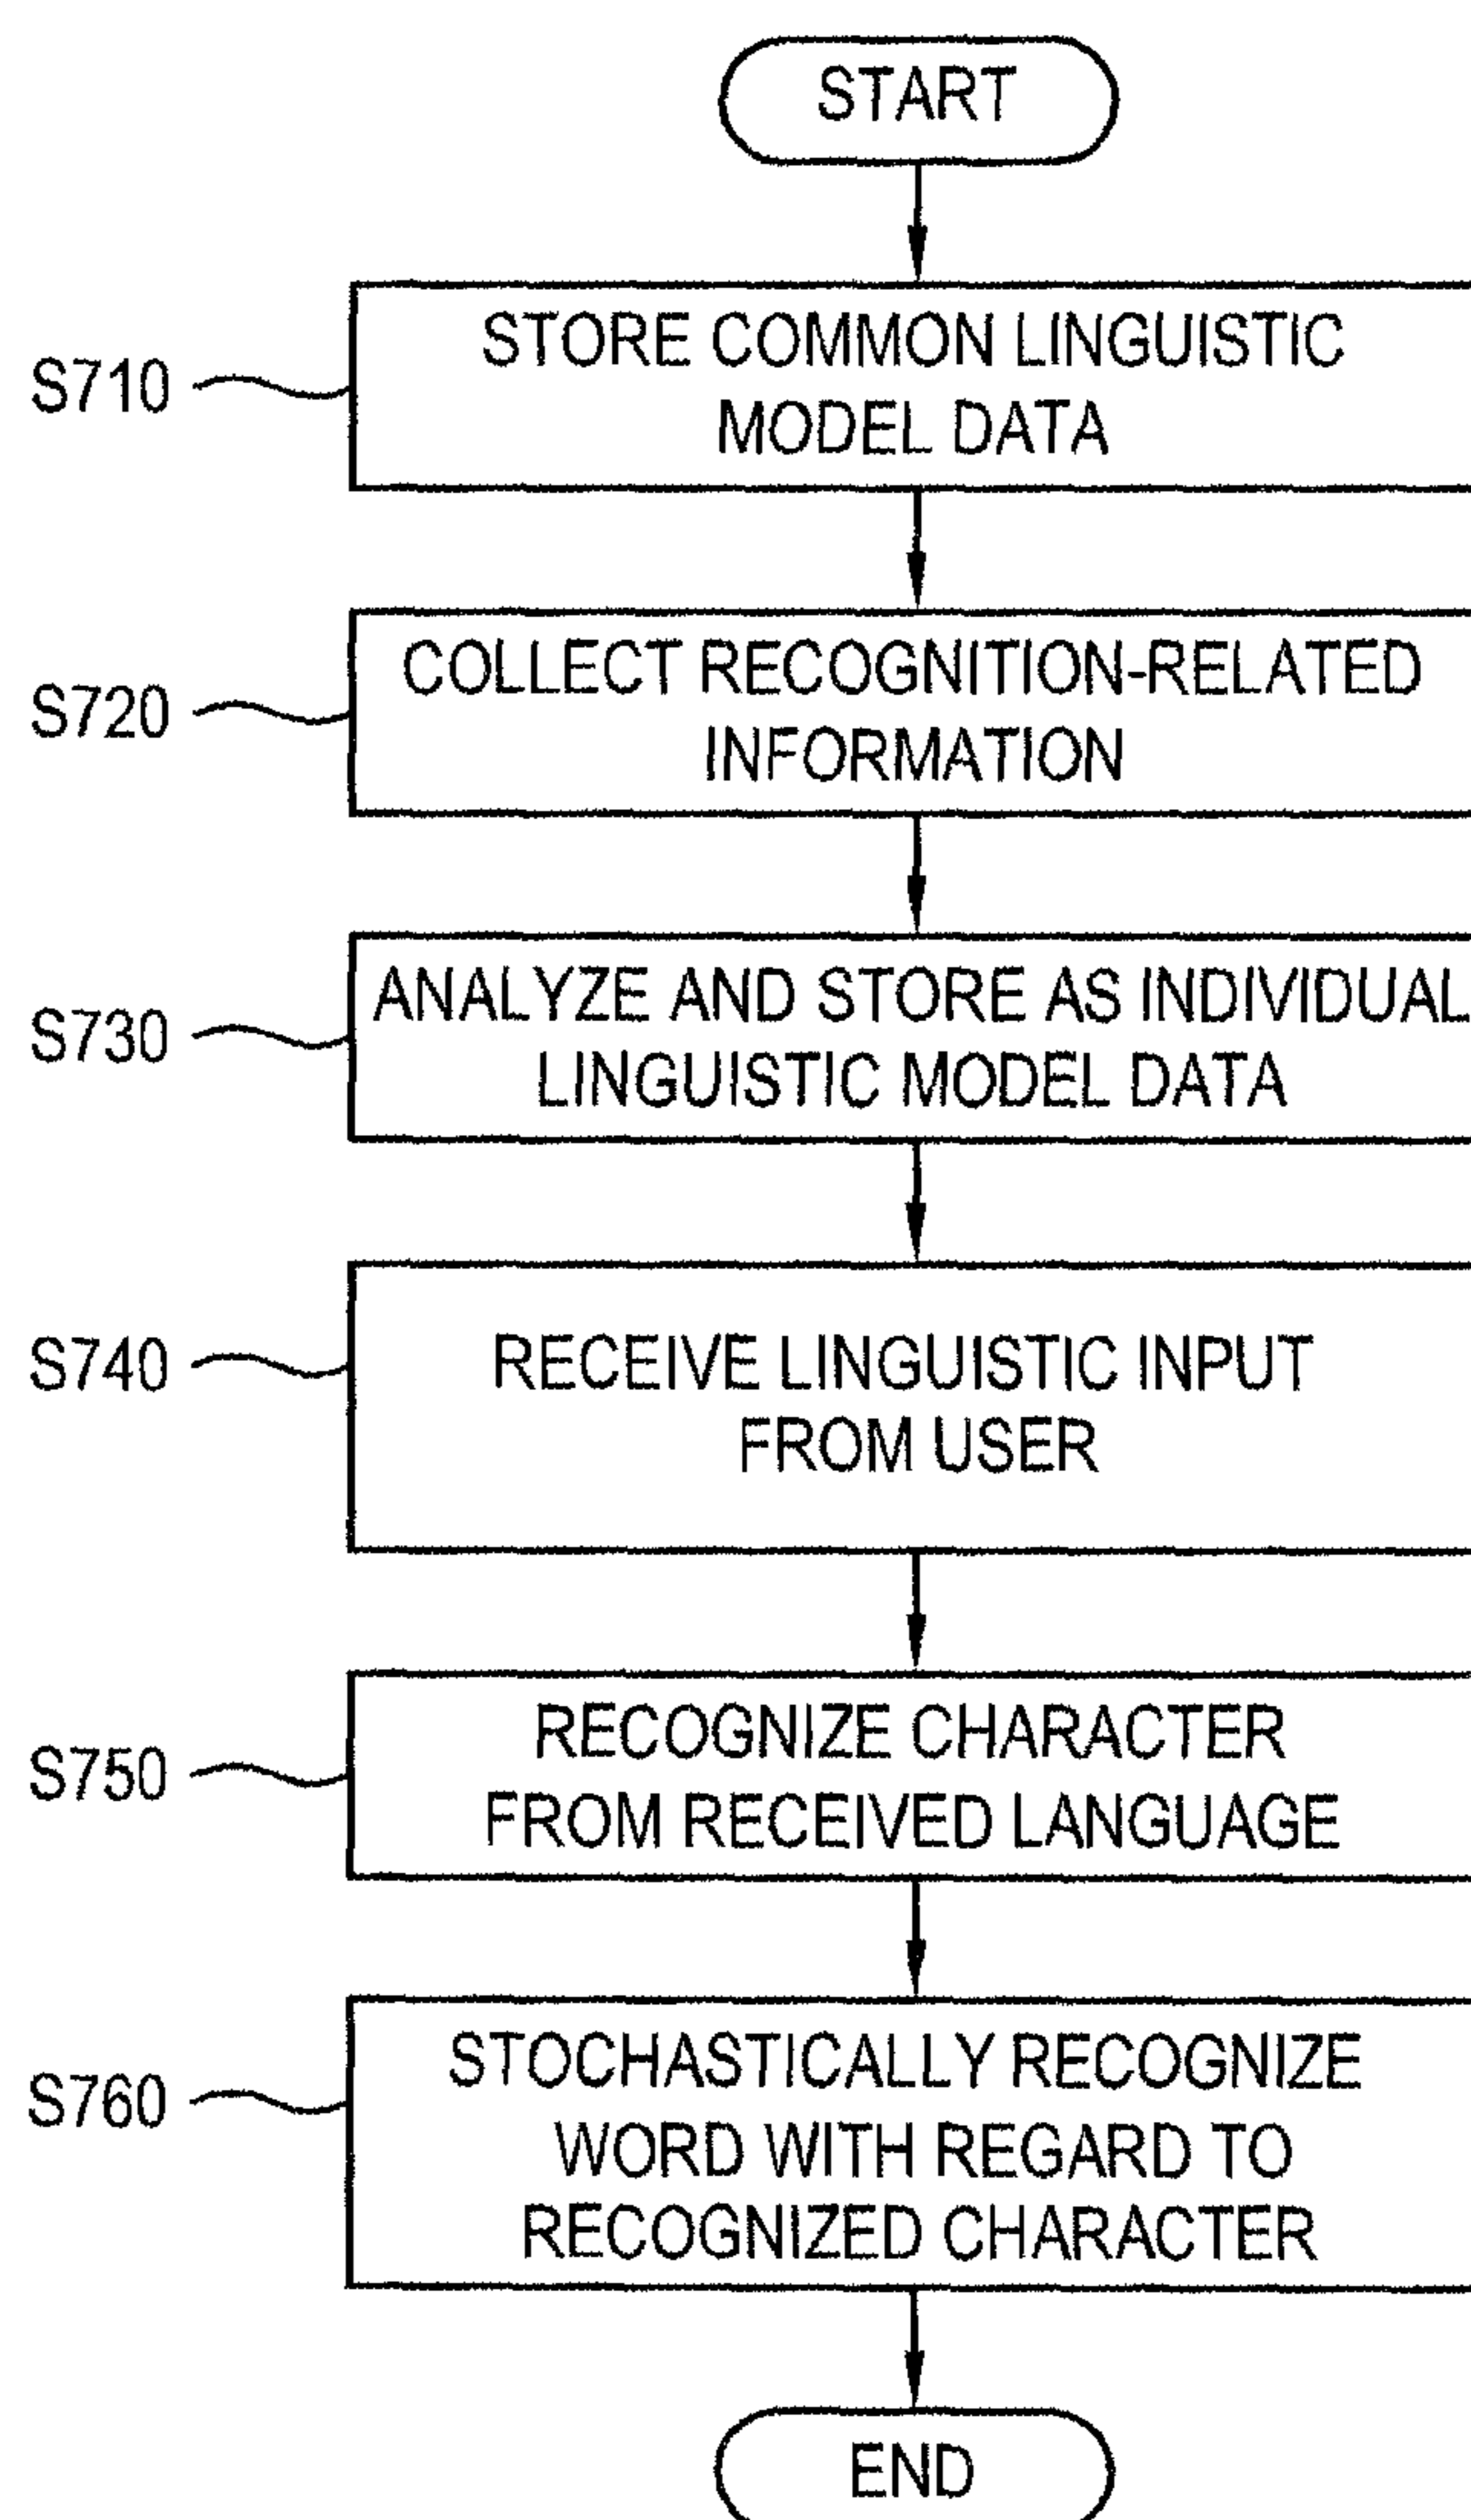 START
S710
STORE COMMON LINGUISTIC
MODEL DATA
S720
COLLECT RECOGNITION-RELATED
INFORMATION
S730
ANALYZE AND STORE AS INDIVIDUAL
LINGUISTIC MODEL DATA
S740
RECEIVE LINGUISTIC INPUT
FROM USER
S750
RECOGNIZE CHARACTER
FROM RECEIVED LANGUAGE
S760
STOCHASTICALLY RECOGNIZE
WORD WITH REGARD TO
RECOGNIZED CHARACTER
END